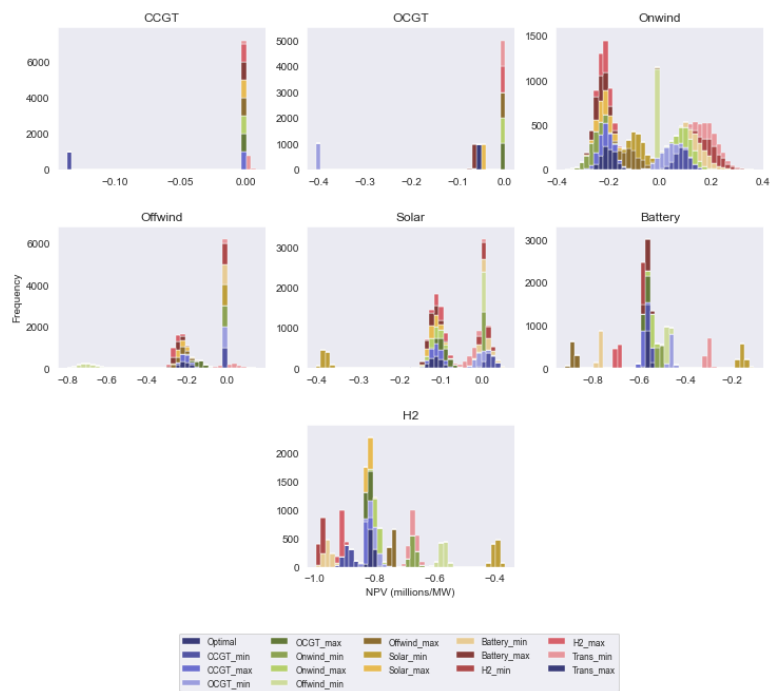 CCGT OCGT Onwind
6000 4000 2000 0
−0.10 −0.05 0.00
5000 4000 3000 2000 1000 0
−0.4 −0.3 −0.2 −0.1 0.0
1500 1000 500 0
−0.4 −0.2 0.0 0.2 0.4
Offwind Solar Battery
Frequency
6000 4000 2000 0
−0.8 −0.6 −0.4 −0.2 0.0
3000 2000 1000 0
−0.4 −0.3 −0.2 −0.1 0.0
3000 2000 1000 0
−0.8 −0.6 −0.4 −0.2
H2
2000 1500 1000 500 0
−1.0 −0.8 −0.6 −0.4
NPV (millions/MW)
Optimal OCGT_max Offwind_max Battery_min H2_max
CCGT_min Onwind_min Solar_min Battery_max Trans_min
CCGT_max Onwind_max Solar_max H2_min Trans_max
OCGT_min Offwind_min